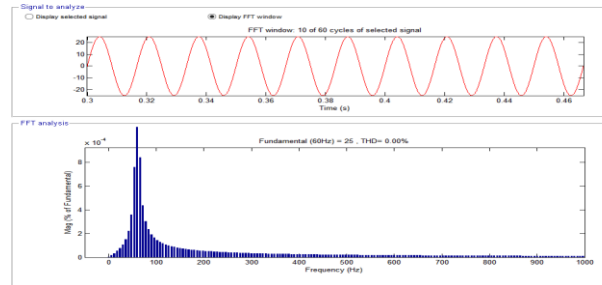 Signal to analyze
Display selected signal Display FFT window
FFT window: 10 of 60 cycles of selected signal
20
10
0
-10
-20
0.3 0.32 0.34 0.36 0.38 0.4 0.42 0.44 0.46
Time (s)
FFT analysis
x 10^-4
Fundamental (60Hz) = 25 , THD= 0.00%
8
6
4
2
0
Mag (% of Fundamental)
0 100 200 300 400 500 600 700 800 900 1000
Frequency (Hz)